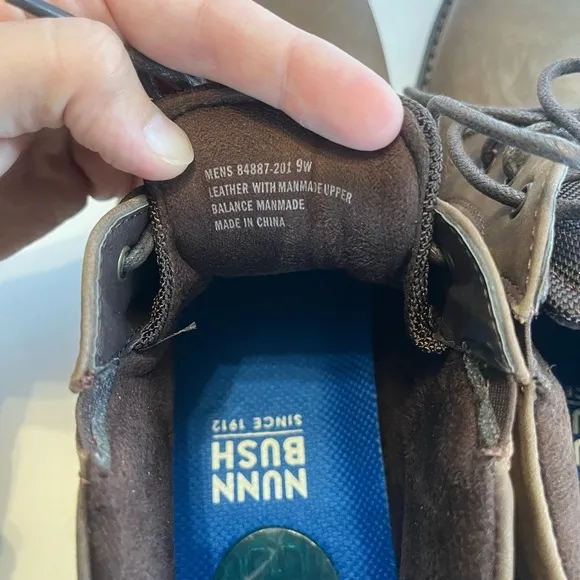 MENS 84887-201 9W
LEATHER WITH MANMADE UPPER
BALANCE MANMADE
MADE IN CHINA
NUNN
BUSH
SINCE 1912